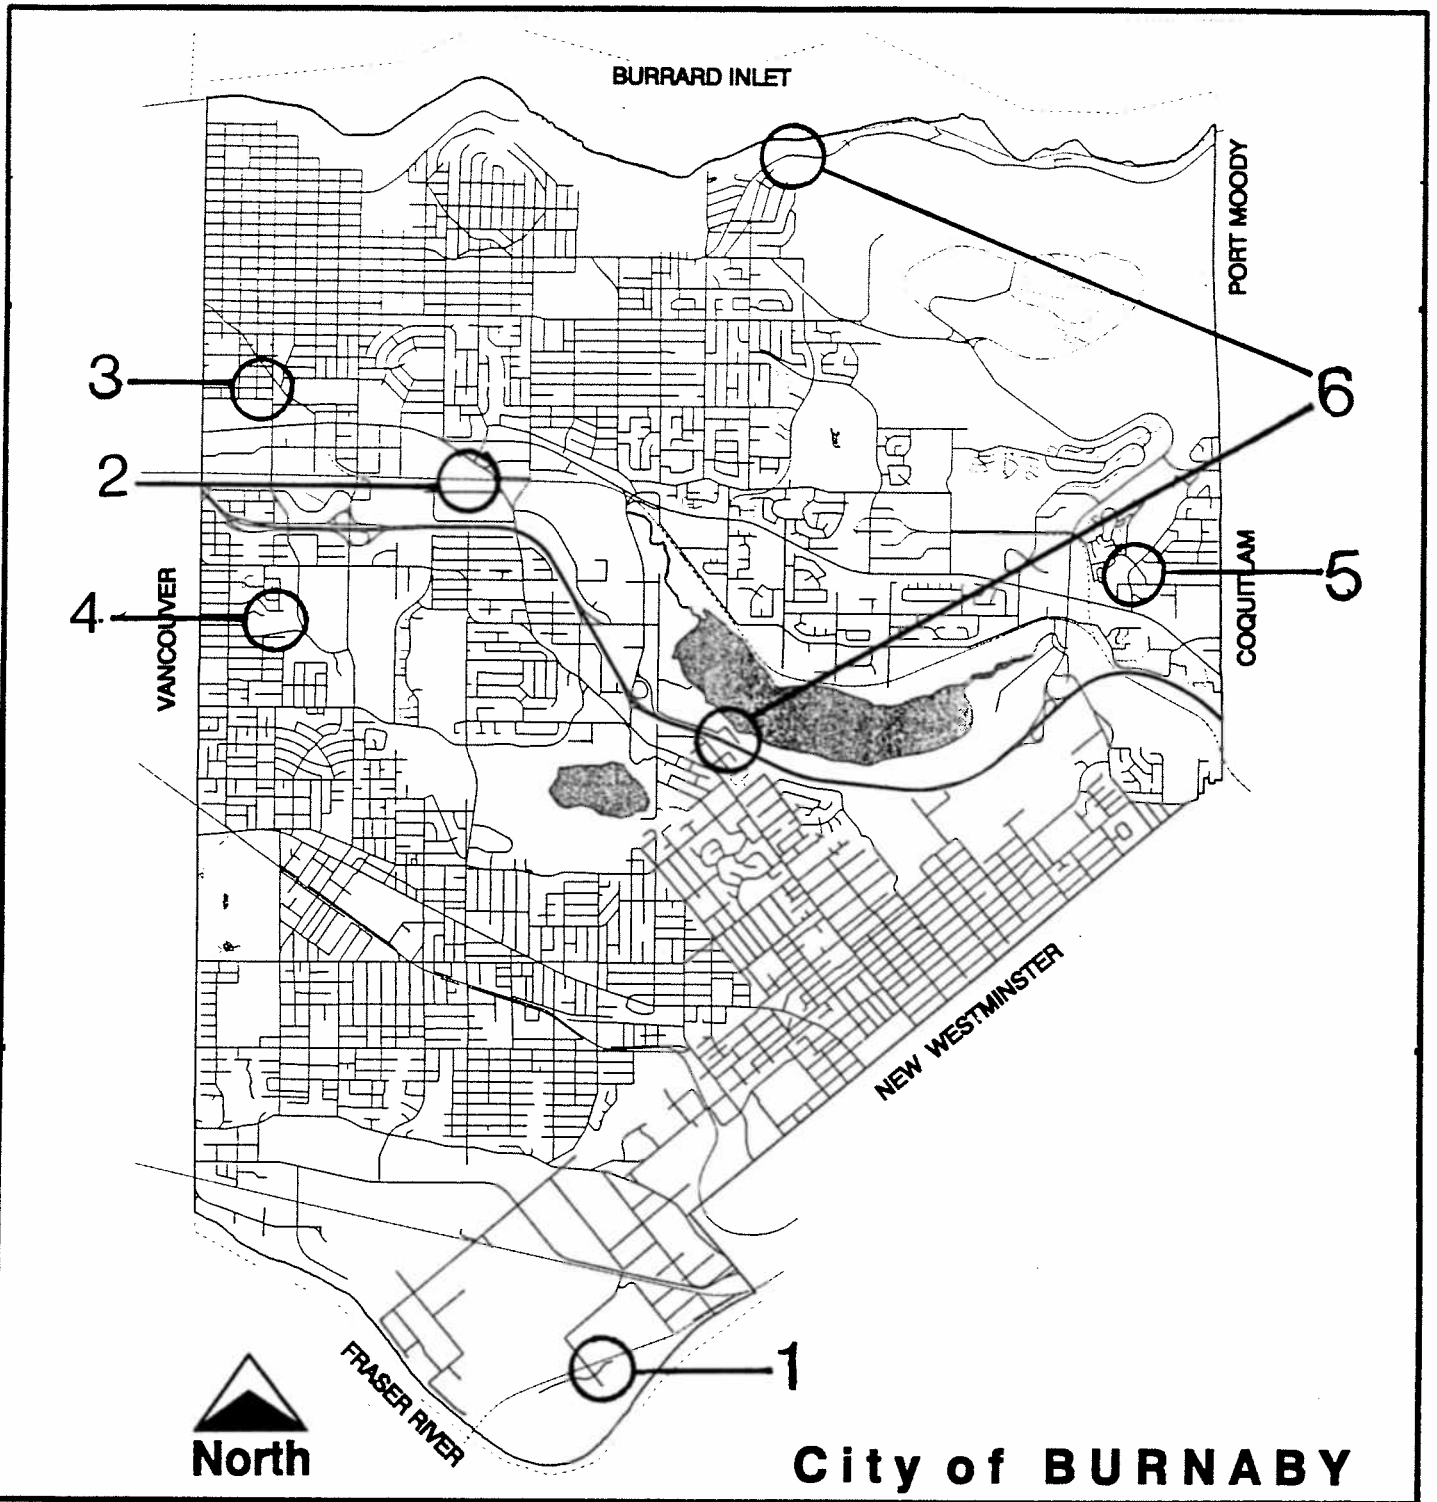 BURRARD INLET
PORT MOODY
3
6
2
VANCOUVER
COQUITLAM
5
4
NEW WESTMINSTER
1
FRASER RIVER
North
City of BURNABY